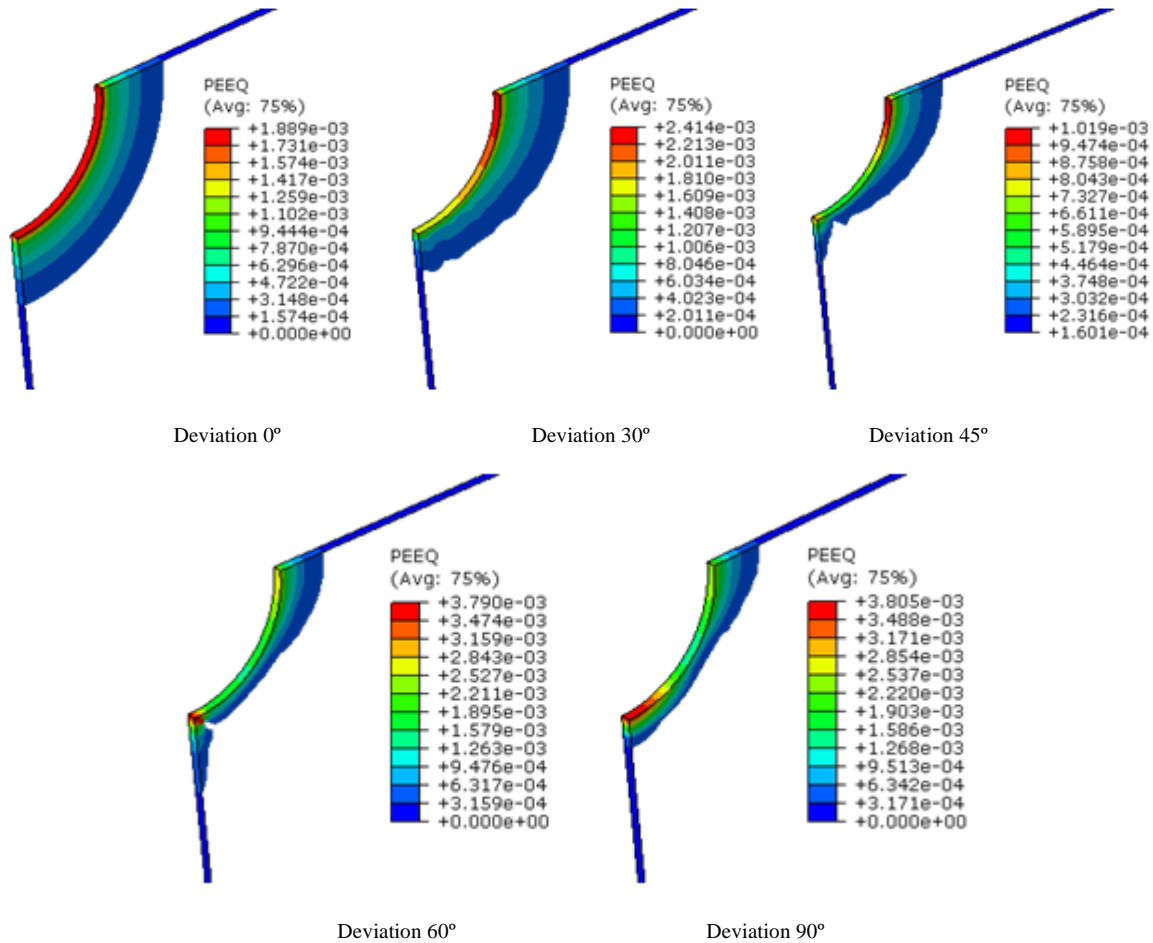 PEEQ
(Avg: 75%)
+1.889e-03
+1.731e-03
+1.574e-03
+1.417e-03
+1.259e-03
+1.102e-03
+9.444e-04
+7.870e-04
+6.296e-04
+4.722e-04
+3.148e-04
+1.574e-04
+0.000e+00
Deviation 0º
PEEQ
(Avg: 75%)
+2.414e-03
+2.213e-03
+2.011e-03
+1.810e-03
+1.609e-03
+1.408e-03
+1.207e-03
+1.006e-03
+8.046e-04
+6.034e-04
+4.023e-04
+2.011e-04
+0.000e+00
Deviation 30º
PEEQ
(Avg: 75%)
+1.019e-03
+9.474e-04
+8.758e-04
+8.043e-04
+7.327e-04
+6.611e-04
+5.895e-04
+5.179e-04
+4.464e-04
+3.748e-04
+3.032e-04
+2.316e-04
+1.601e-04
Deviation 45º
PEEQ
(Avg: 75%)
+3.790e-03
+3.474e-03
+3.159e-03
+2.843e-03
+2.527e-03
+2.211e-03
+1.895e-03
+1.579e-03
+1.263e-03
+9.476e-04
+6.317e-04
+3.159e-04
+0.000e+00
Deviation 60º
PEEQ
(Avg: 75%)
+3.805e-03
+3.488e-03
+3.171e-03
+2.854e-03
+2.537e-03
+2.220e-03
+1.903e-03
+1.586e-03
+1.268e-03
+9.513e-04
+6.342e-04
+3.171e-04
+0.000e+00
Deviation 90º